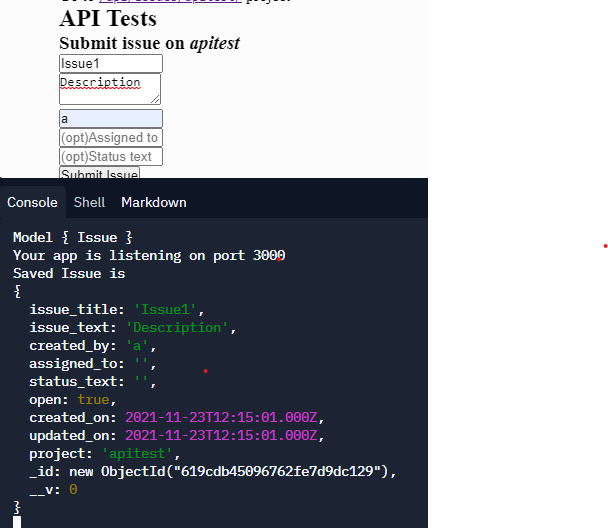 API Tests
Submit issue on apitest
Issue1
Description
a
(opt)Assigned to
(opt)Status text
Submit Issue
Console Shell Markdown
Model { Issue }
Your app is listening on port 3000
Saved Issue is
{
issue_title: 'Issue1',
issue_text: 'Description',
created_by: 'a',
assigned_to: '',
status_text: '',
open: true,
created_on: 2021-11-23T12:15:01.000Z,
updated_on: 2021-11-23T12:15:01.000Z,
project: 'apitest',
_id: new ObjectId("619cdb45096762fe7d9dc129"),
__v: 0
}